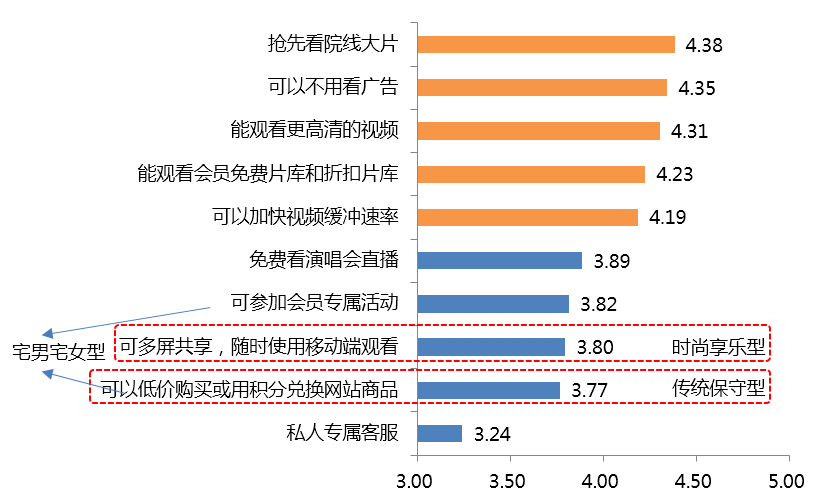 抢先看院线大片 4.38
可以不用看广告 4.35
能观看更高清的视频 4.31
能观看会员免费片库和折扣片库 4.23
可以加快视频缓冲速率 4.19
免费看演唱会直播 3.89
可参加会员专属活动 3.82
宅男宅女型
可多屏共享，随时使用移动端观看 3.80 时尚享乐型
可以低价购买或用积分兑换网站商品 3.77 传统保守型
私人专属客服 3.24
3.00 3.50 4.00 4.50 5.00